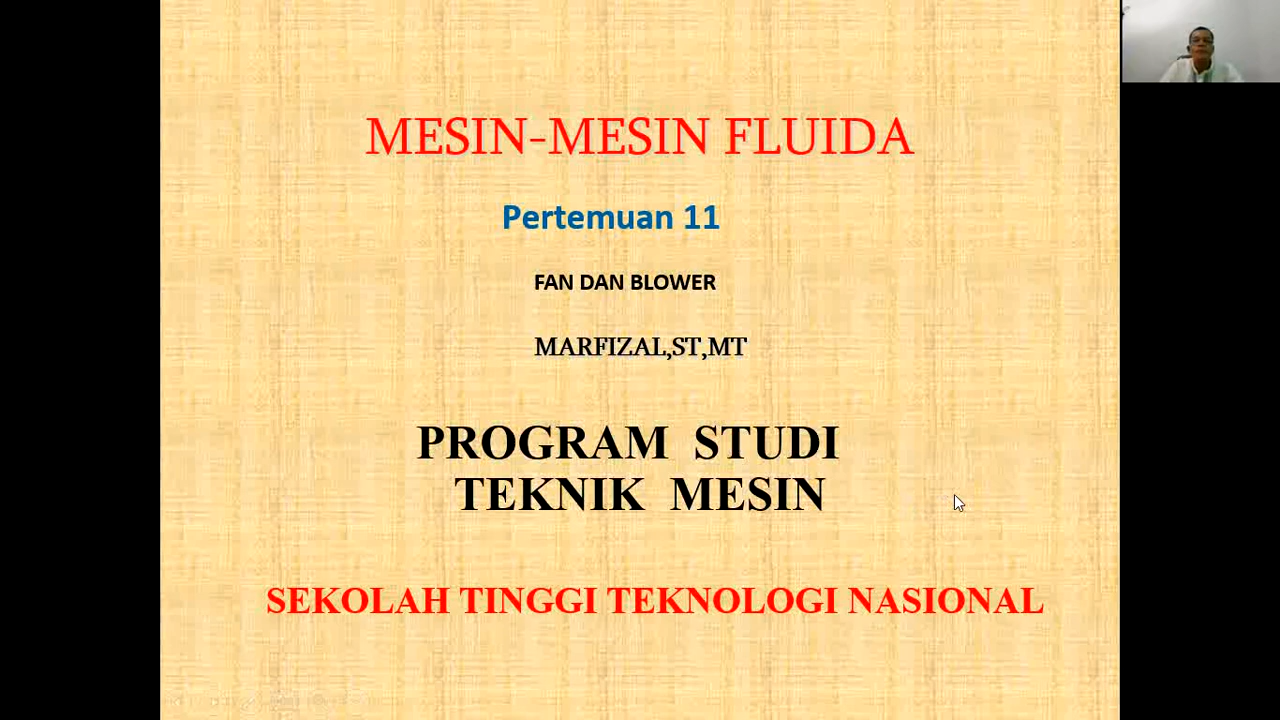 MESIN-MESIN FLUIDA
Pertemuan 11
FAN DAN BLOWER
MARFIZAL,ST,MT
PROGRAM STUDI
TEKNIK MESIN
SEKOLAH TINGGI TEKNOLOGI NASIONAL